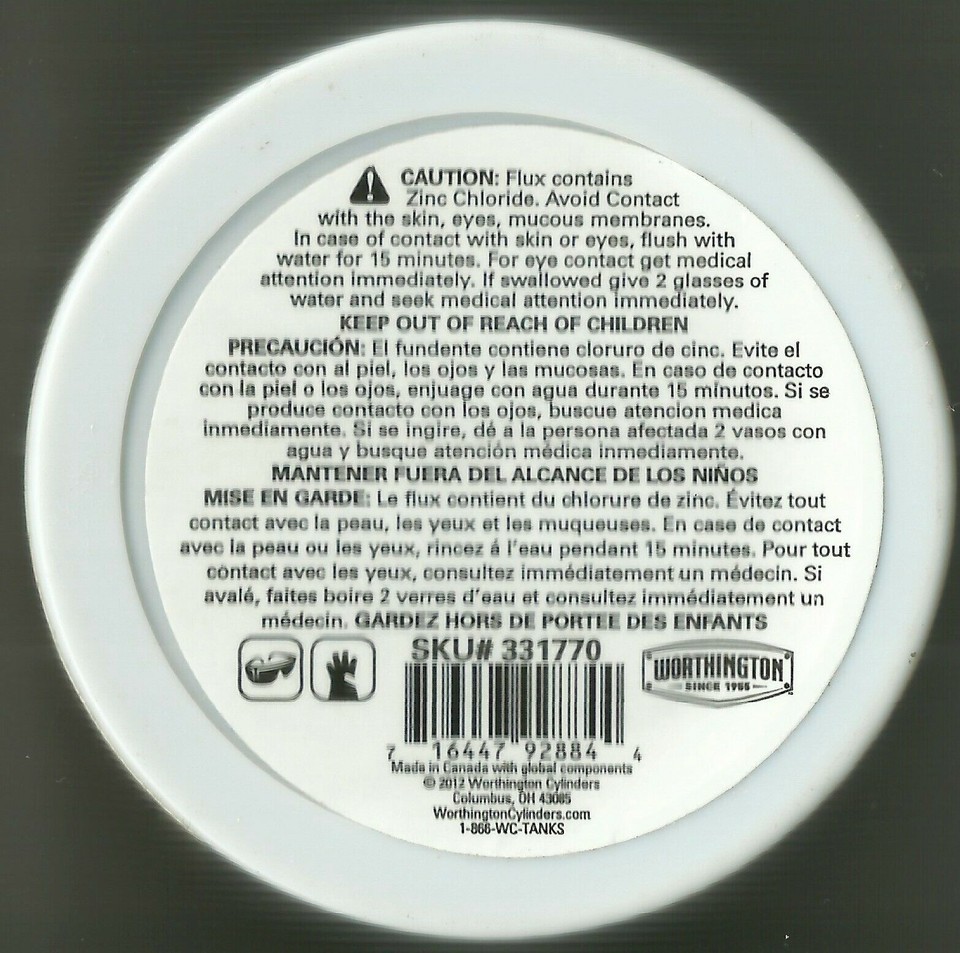 CAUTION: Flux contains
Zinc Chloride. Avoid Contact
with the skin, eyes, mucous membranes.
In case of contact with skin or eyes, flush with
water for 15 minutes. For eye contact get medical
attention immediately. If swallowed give 2 glasses of
water and seek medical attention immediately.
KEEP OUT OF REACH OF CHILDREN
PRECAUCIÓN: El fundente contiene cloruro de cinc. Evite el
contacto con al piel, los ojos y las mucosas. En caso de contacto
con la piel o los ojos, enjuage con agua durante 15 minutos. Si se
produce contacto con los ojos, buscue atencion medica
inmediamente. Si se ingire, dé a la persona afectada 2 vasos con
agua y busque atención médica inmediamente.
MANTENER FUERA DEL ALCANCE DE LOS NIÑOS
MISE EN GARDE: Le flux contient du chlorure de zinc. Évitez tout
contact avec la peau, les yeux et les muqueuses. En case de contact
avec la peau ou les yeux, rincez á l'eau pendant 15 minutes. Pour tout
contact avec les yeux, consultez immédiatement un médecin. Si
avalé, faites boire 2 verres d'eau et consultez immédiatement un
médecin. GARDEZ HORS DE PORTEE DES ENFANTS
SKU# 331770
WORTHINGTON
SINCE 1955
7 16447 92884 4
Made in Canada with global components
© 2012 Worthington Cylinders
Columbus, OH 43085
WorthingtonCylinders.com
1-866-WC-TANKS